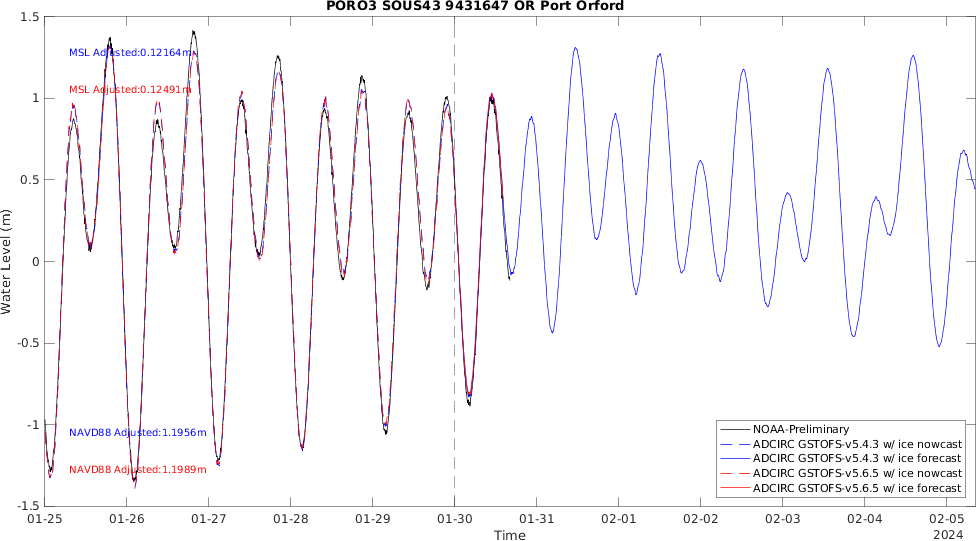 PORO3 SOUS43 9431647 OR Port Orford
1.5
1
0.5
0
-0.5
-1
-1.5
Water Level (m)
MSL Adjusted:0.12164m
MSL Adjusted:0.12491m
NAVD88 Adjusted:1.1956m
NAVD88 Adjusted:1.1989m
NOAA-Preliminary
ADCIRC GSTOFS-v5.4.3 w/ ice nowcast
ADCIRC GSTOFS-v5.4.3 w/ ice forecast
ADCIRC GSTOFS-v5.6.5 w/ ice nowcast
ADCIRC GSTOFS-v5.6.5 w/ ice forecast
01-25 01-26 01-27 01-28 01-29 01-30 01-31 02-01 02-02 02-03 02-04 02-05
2024
Time